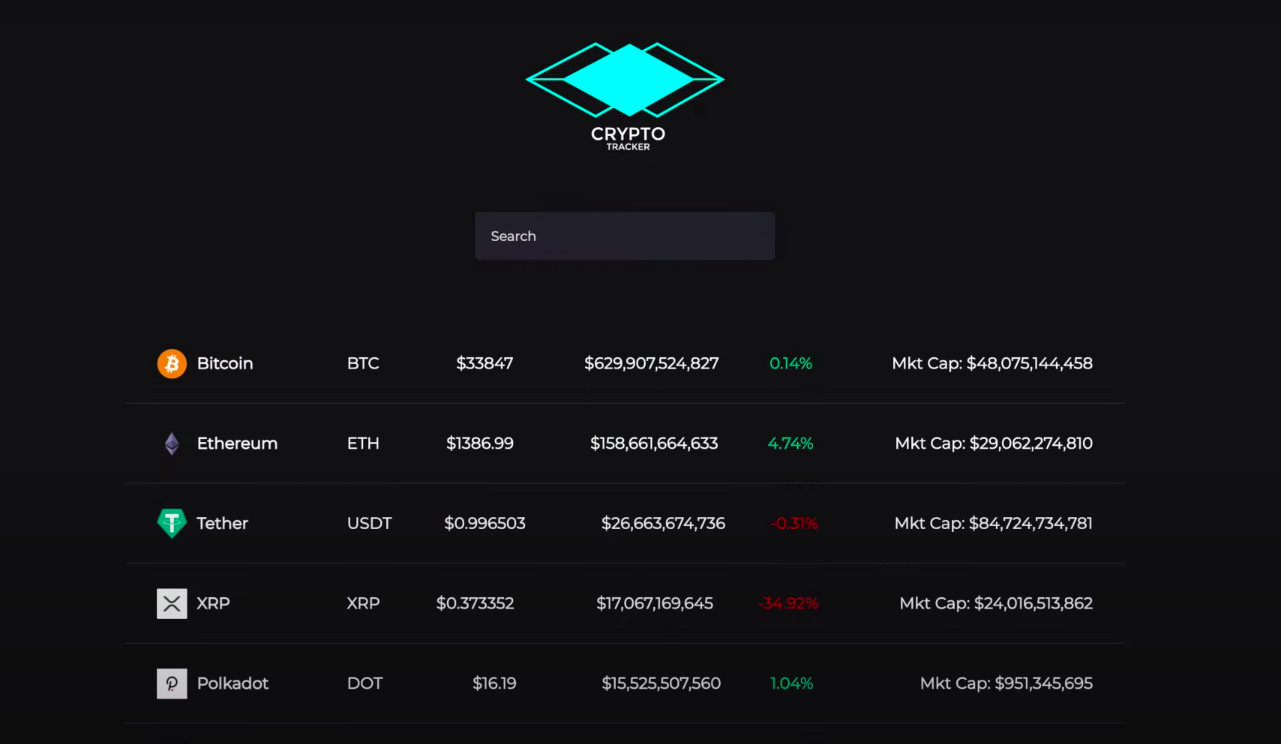 CRYPTO
TRACKER
Search
Bitcoin BTC $33847 $629,907,524,827 0.14% Mkt Cap: $48,075,144,458
Ethereum ETH $1386.99 $158,661,664,633 4.74% Mkt Cap: $29,062,274,810
Tether USDT $0.996503 $26,663,674,736 -0.31% Mkt Cap: $84,724,734,781
XRP XRP $0.373352 $17,067,169,645 -34.92% Mkt Cap: $24,016,513,862
Polkadot DOT $16.19 $15,525,507,560 1.04% Mkt Cap: $951,345,695